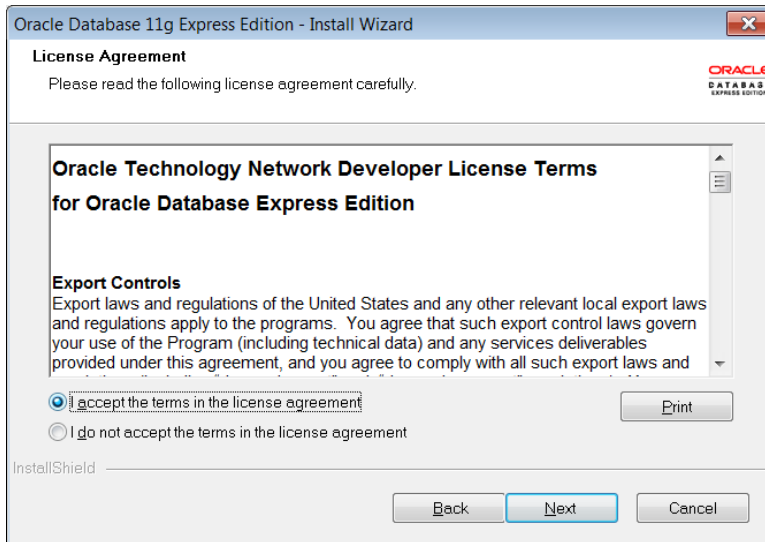 Oracle Database 11g Express Edition - Install Wizard
License Agreement
Please read the following license agreement carefully.
ORACLE
DATABAS
EXPRESS EDITION
Oracle Technology Network Developer License Terms
for Oracle Database Express Edition
Export Controls
Export laws and regulations of the United States and any other relevant local export laws
and regulations apply to the programs.  You agree that such export control laws govern
your use of the Program (including technical data) and any services deliverables
provided under this agreement, and you agree to comply with all such export laws and
I accept the terms in the license agreement
Print
I do not accept the terms in the license agreement
InstallShield
Back
Next
Cancel